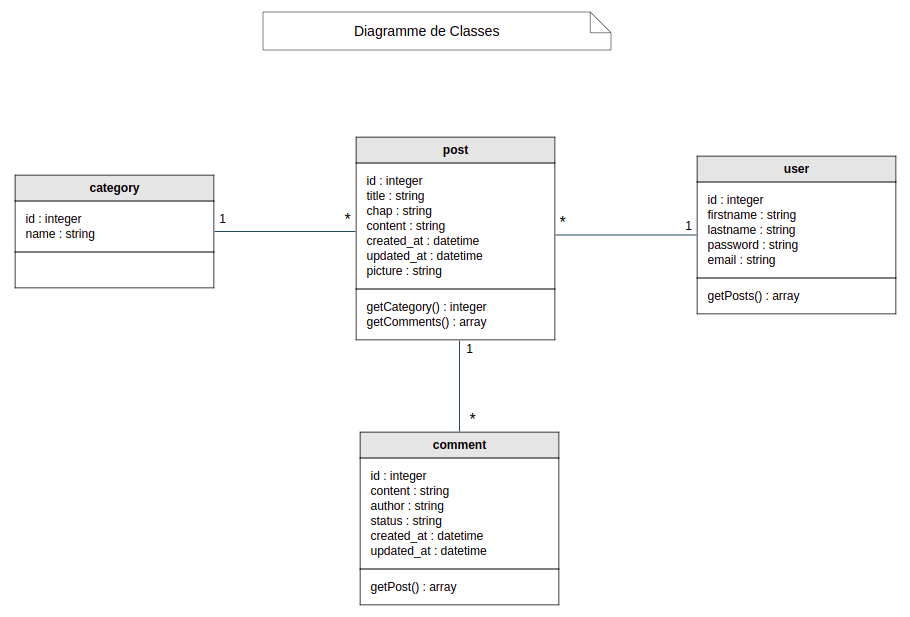 Diagramme de Classes
category
id : integer
name : string
1
*
post
id : integer
title : string
chap : string
content : string
created_at : datetime
updated_at : datetime
picture : string
getCategory() : integer
getComments() : array
*
1
user
id : integer
firstname : string
lastname : string
password : string
email : string
getPosts() : array
1
*
comment
id : integer
content : string
author : string
status : string
created_at : datetime
updated_at : datetime
getPost() : array